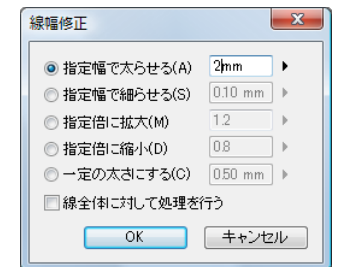 線幅修正
指定幅で太らせる(A) 2mm
指定幅で細らせる(S) 0.10 mm
指定倍に拡大(M) 1.2
指定倍に縮小(D) 0.8
一定の太さにする(C) 0.50 mm
線全体に対して処理を行う
OK キャンセル